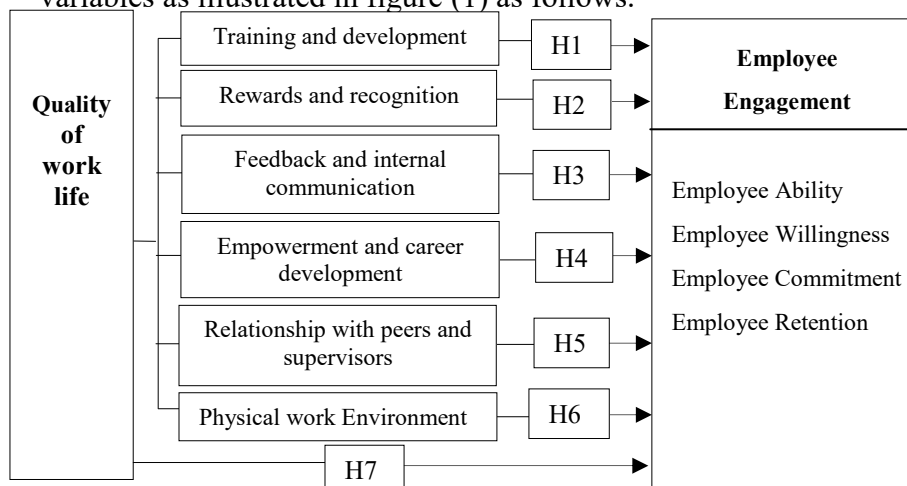 variables as illustrated in figure (1) as follows.
Quality
of
work
life
Training and development
H1
Rewards and recognition
H2
Feedback and internal
communication
H3
Empowerment and career
development
H4
Relationship with peers and
supervisors
H5
Physical work Environment
H6
H7
Employee
Engagement
Employee Ability
Employee Willingness
Employee Commitment
Employee Retention